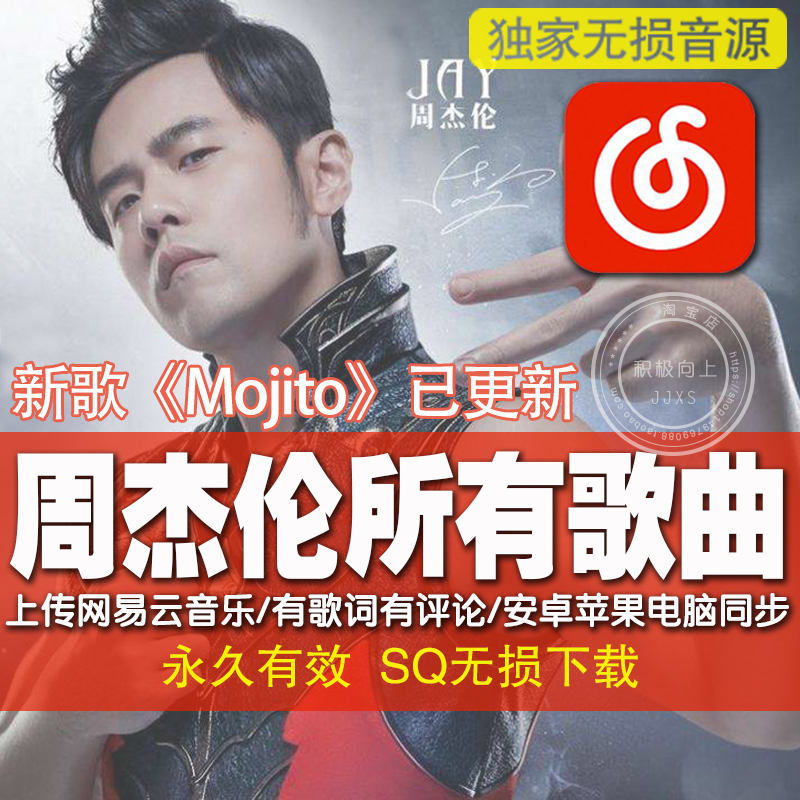 独家无损音源
JAY
周杰伦
淘宝店
积极向上
JJXS
新歌《Mojito》已更新
周杰伦所有歌曲
上传网易云音乐/有歌词有评论/安卓苹果电脑同步
永久有效 SQ无损下载